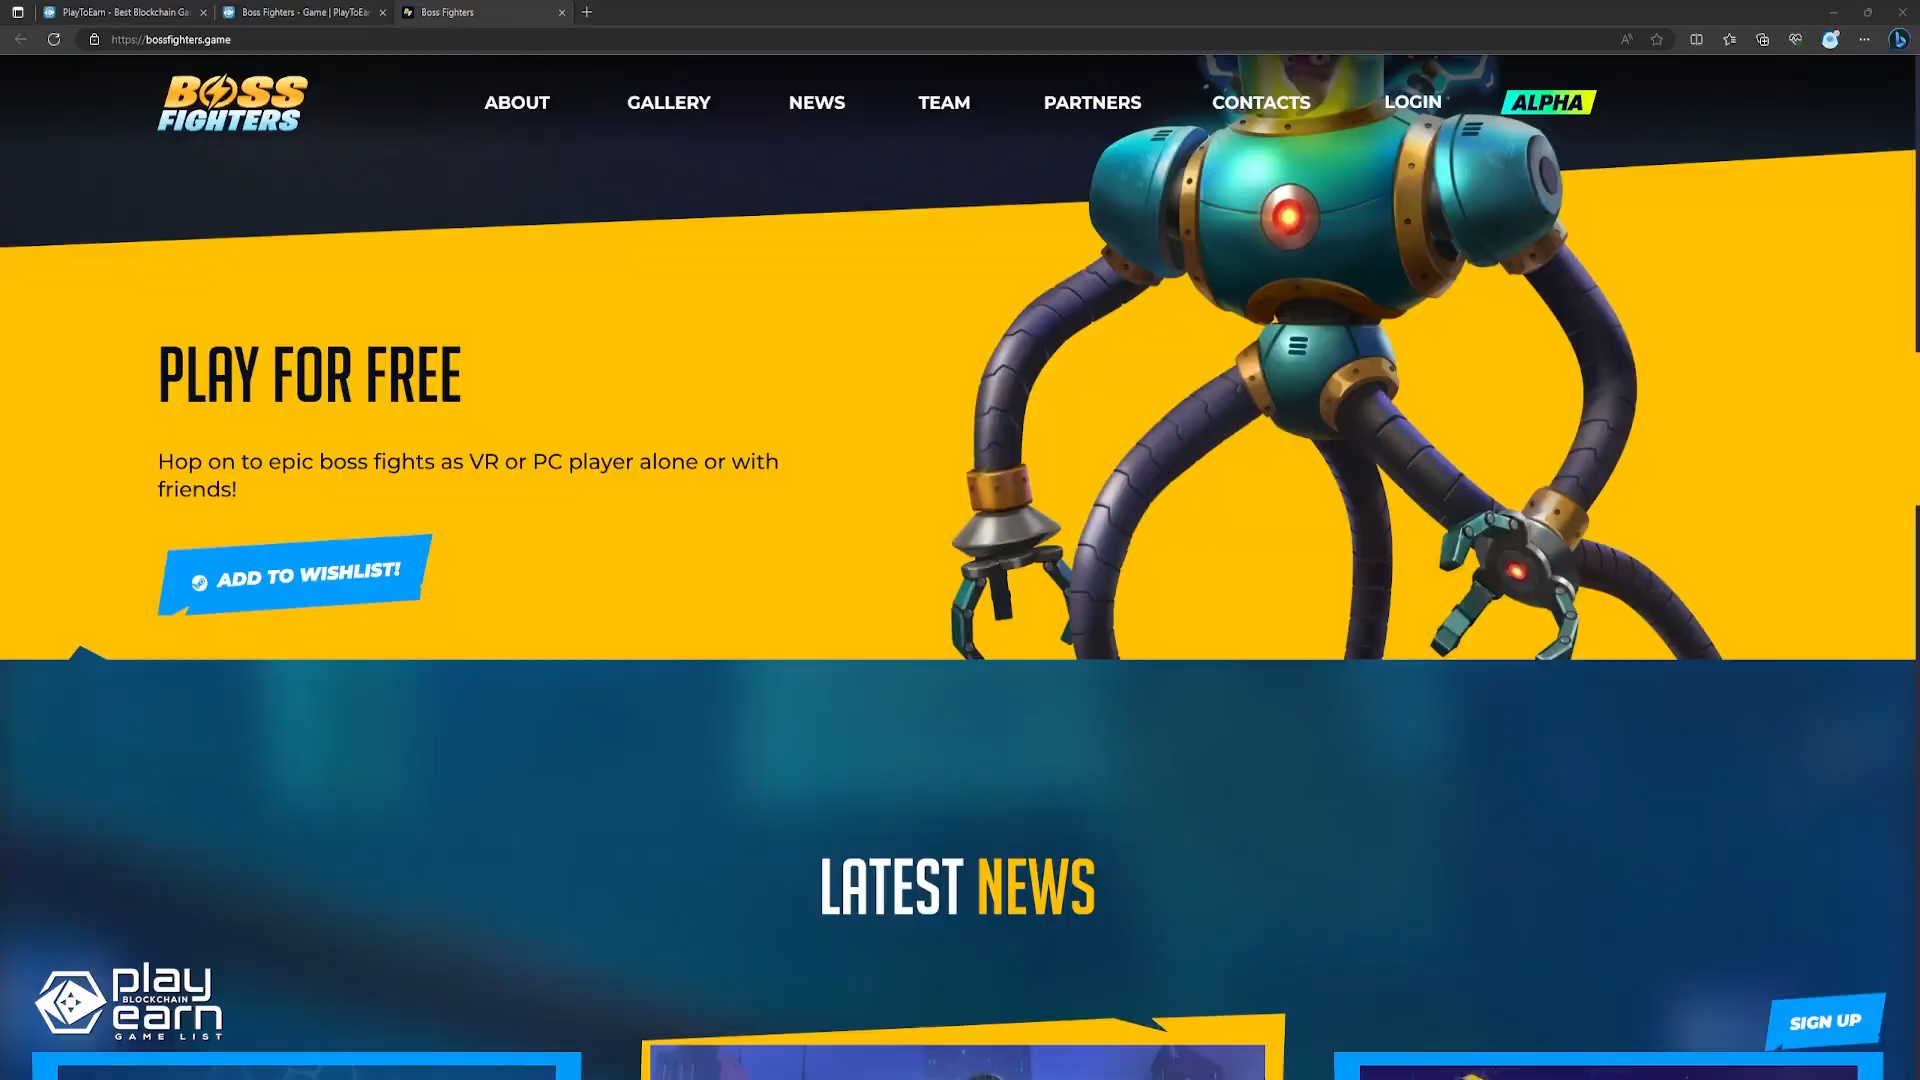 PlayToEarn - Best Blockchain Ga
Boss Fighters - Game | PlayToEar
Boss Fighters
https://bossfighters.game
BOSS
FIGHTERS
ABOUT
GALLERY
NEWS
TEAM
PARTNERS
CONTACTS
LOGIN
ALPHA
PLAY FOR FREE
Hop on to epic boss fights as VR or PC player alone or with
friends!
ADD TO WISHLIST!
LATEST NEWS
play
BLOCKCHAIN
earn
GAME LIST
SIGN UP